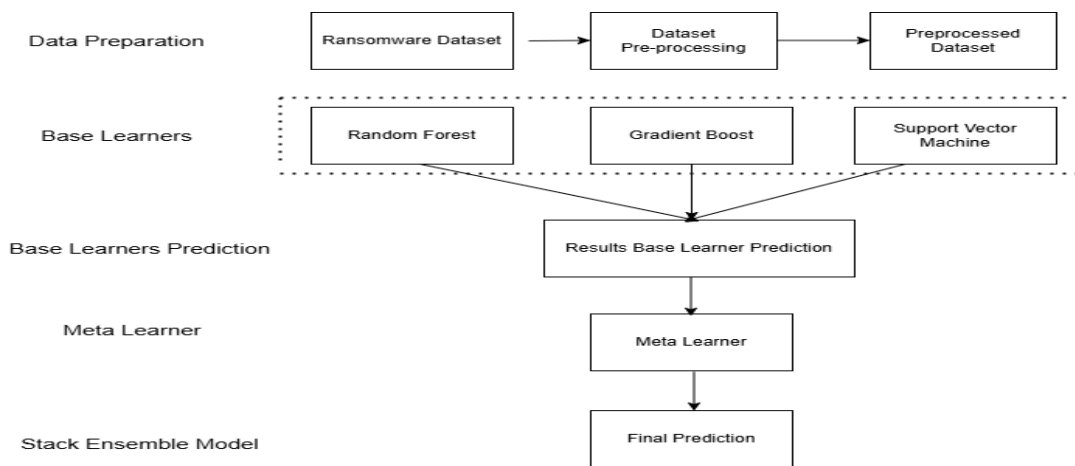 Data Preparation
Ransomware Dataset
Dataset
Pre-processing
Preprocessed
Dataset
Base Learners
Random Forest
Gradient Boost
Support Vector
Machine
Base Learners Prediction
Results Base Learner Prediction
Meta Learner
Meta Learner
Stack Ensemble Model
Final Prediction